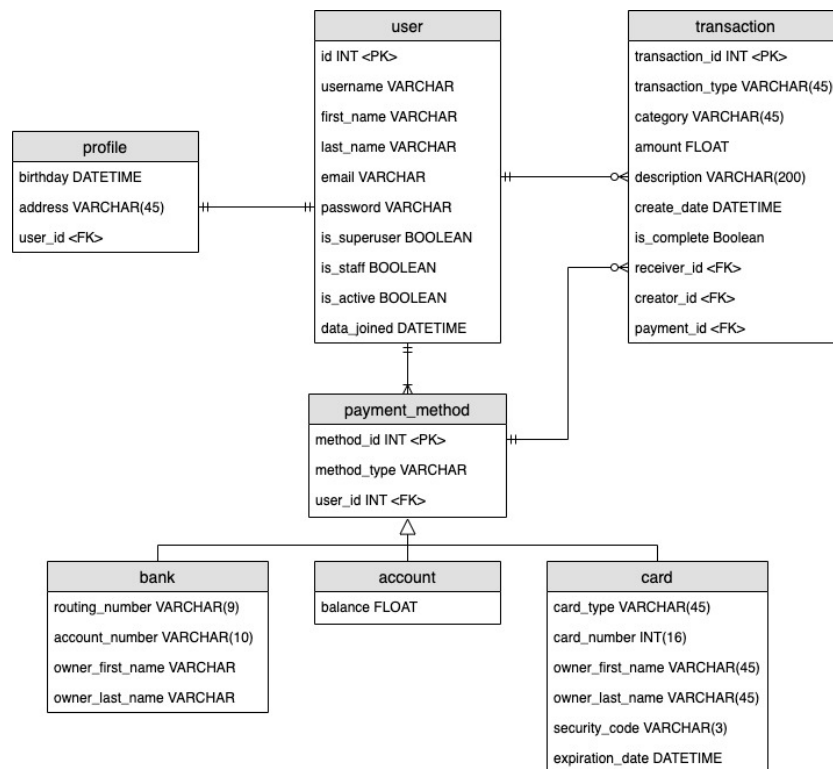 user
id INT <PK>
username VARCHAR
first_name VARCHAR
last_name VARCHAR
email VARCHAR
password VARCHAR
is_superuser BOOLEAN
is_staff BOOLEAN
is_active BOOLEAN
data_joined DATETIME
transaction
transaction_id INT <PK>
transaction_type VARCHAR(45)
category VARCHAR(45)
amount FLOAT
description VARCHAR(200)
create_date DATETIME
is_complete Boolean
receiver_id <FK>
creator_id <FK>
payment_id <FK>
profile
birthday DATETIME
address VARCHAR(45)
user_id <FK>
payment_method
method_id INT <PK>
method_type VARCHAR
user_id INT <FK>
bank
routing_number VARCHAR(9)
account_number VARCHAR(10)
owner_first_name VARCHAR
owner_last_name VARCHAR
account
balance FLOAT
card
card_type VARCHAR(45)
card_number INT(16)
owner_first_name VARCHAR(45)
owner_last_name VARCHAR(45)
security_code VARCHAR(3)
expiration_date DATETIME